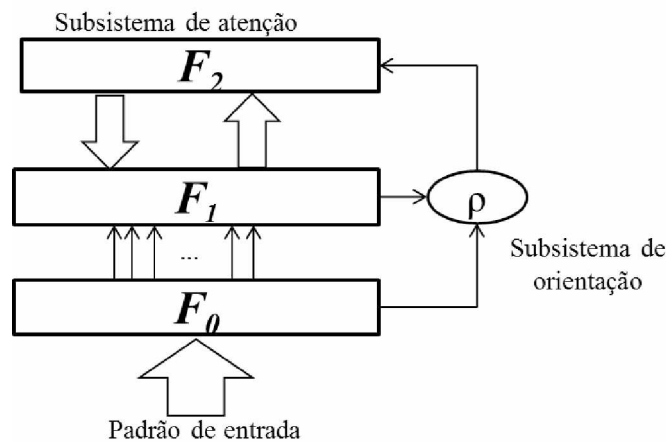 Subsistema de atenção
F₂
F₁
ρ
...
Subsistema de
orientação
F₀
Padrão de entrada